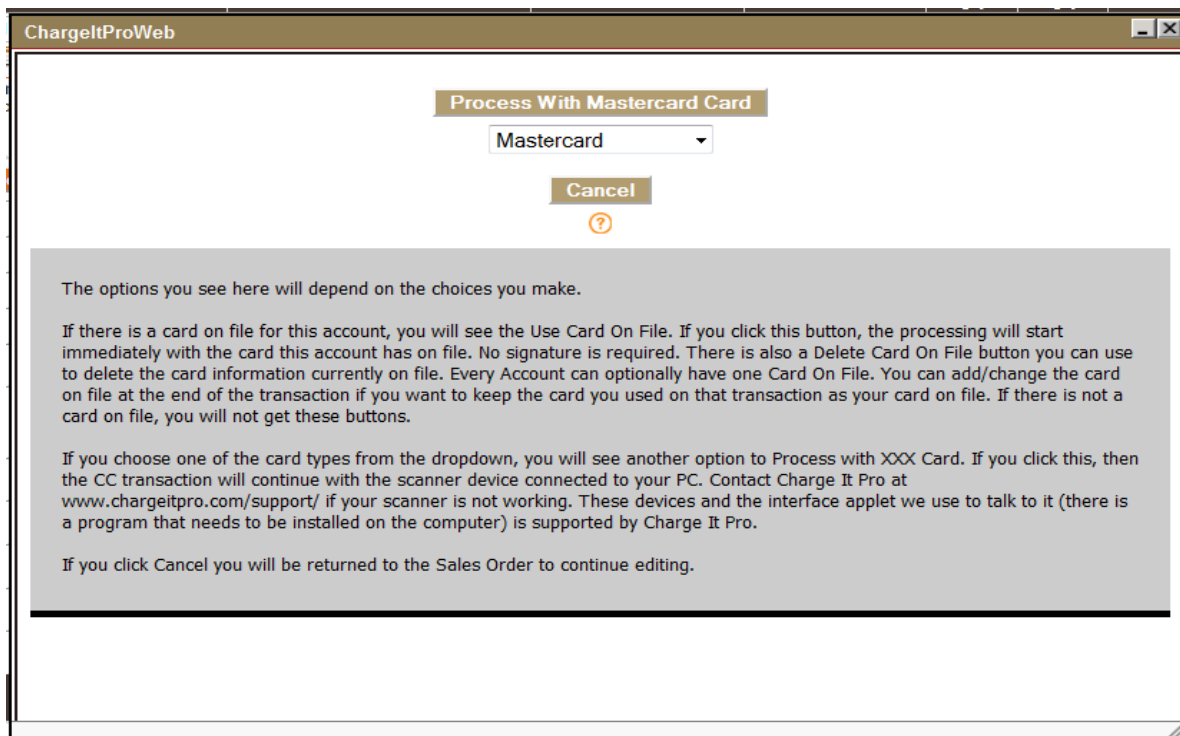 ChargeItProWeb
Process With Mastercard Card
Mastercard
Cancel
?
The options you see here will depend on the choices you make.
If there is a card on file for this account, you will see the Use Card On File. If you click this button, the processing will start
immediately with the card this account has on file. No signature is required. There is also a Delete Card On File button you can use
to delete the card information currently on file. Every Account can optionally have one Card On File. You can add/change the card
on file at the end of the transaction if you want to keep the card you used on that transaction as your card on file. If there is not a
card on file, you will not get these buttons.
If you choose one of the card types from the dropdown, you will see another option to Process with XXX Card. If you click this, then
the CC transaction will continue with the scanner device connected to your PC. Contact Charge It Pro at
www.chargeitpro.com/support/ if your scanner is not working. These devices and the interface applet we use to talk to it (there is
a program that needs to be installed on the computer) is supported by Charge It Pro.
If you click Cancel you will be returned to the Sales Order to continue editing.